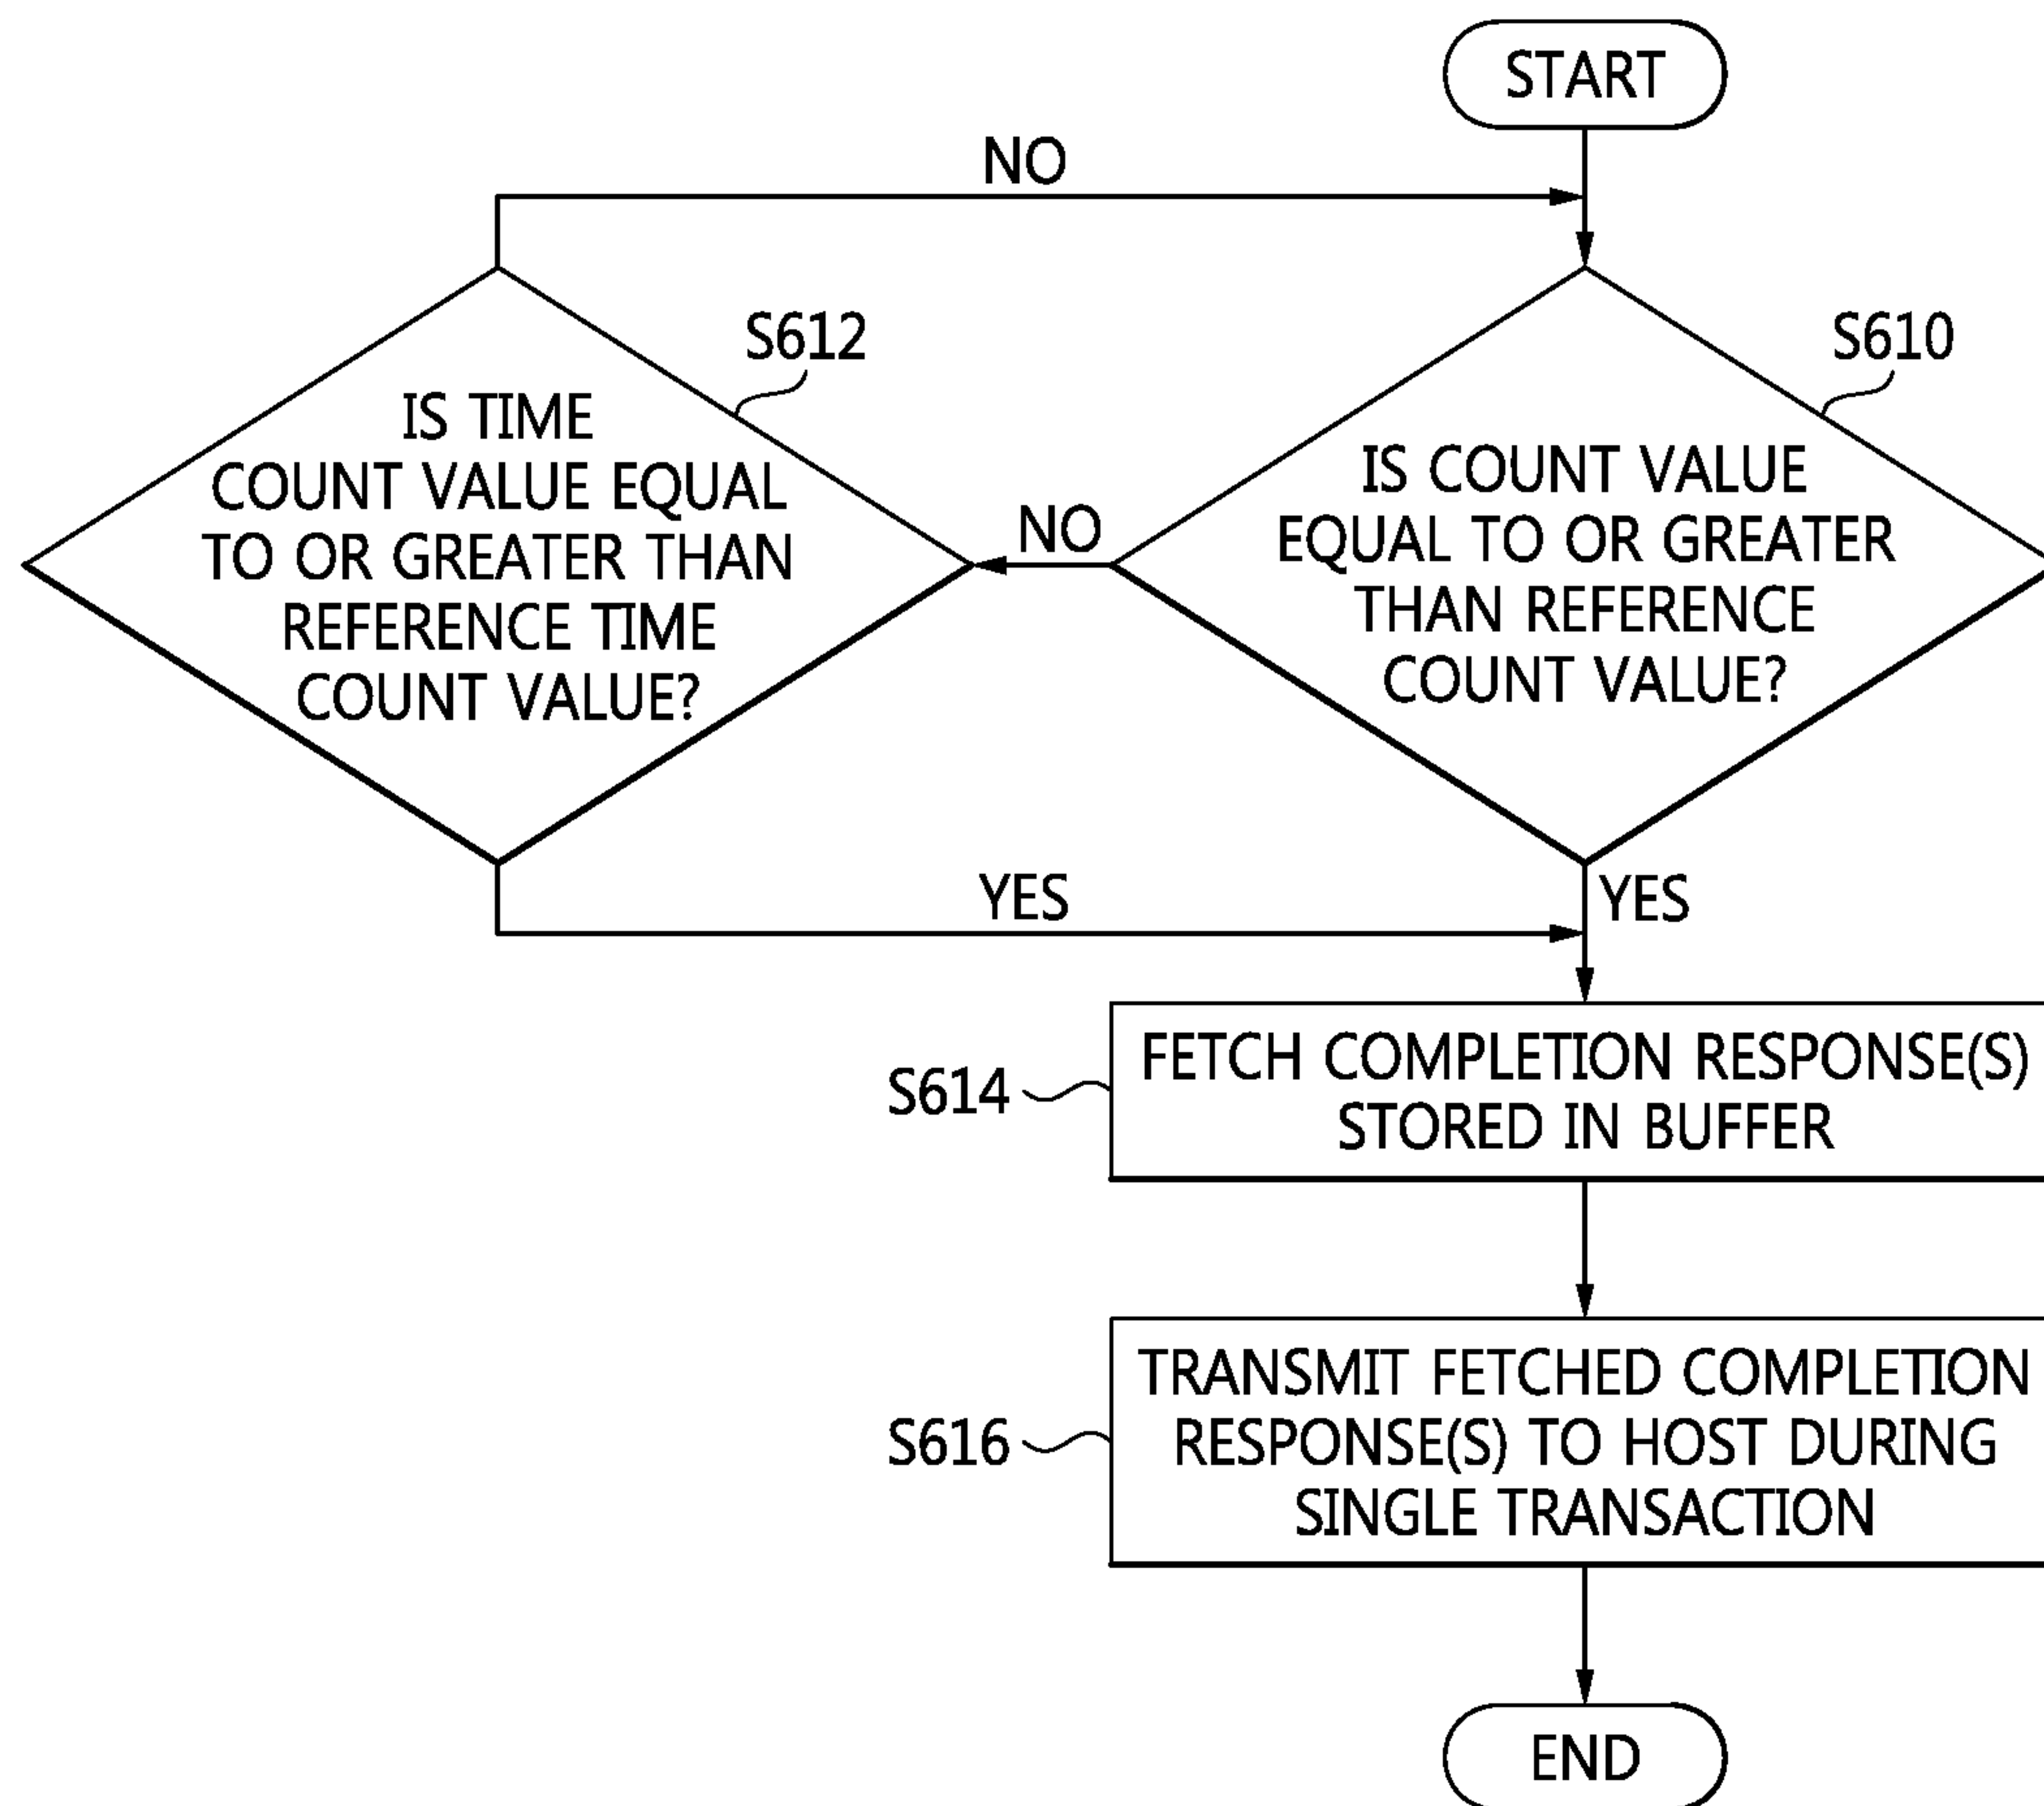 START
NO
S612
S610
IS TIME
COUNT VALUE EQUAL
TO OR GREATER THAN
REFERENCE TIME
COUNT VALUE?
NO
IS COUNT VALUE
EQUAL TO OR GREATER
THAN REFERENCE
COUNT VALUE?
YES
YES
S614
FETCH COMPLETION RESPONSE(S)
STORED IN BUFFER
S616
TRANSMIT FETCHED COMPLETION
RESPONSE(S) TO HOST DURING
SINGLE TRANSACTION
END